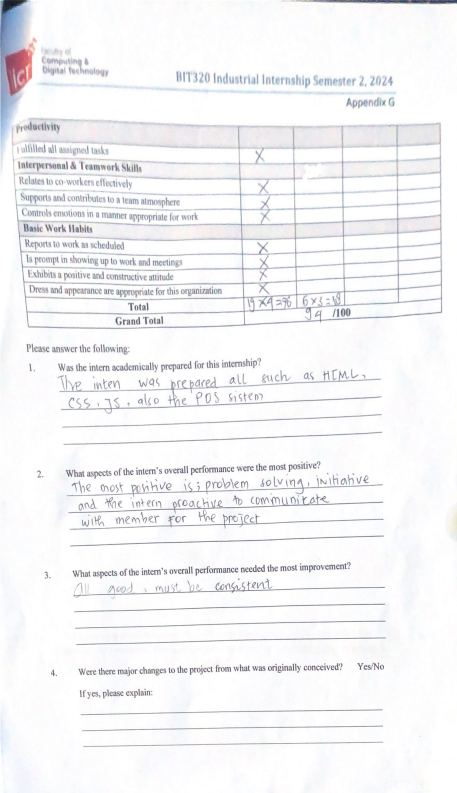 Faculty of
Computing &
Digital Technology
BIT320 Industrial Internship Semester 2, 2024
Appendix G
Productivity
Fulfilled all assigned tasks X
Interpersonal & Teamwork Skills
Relates to co-workers effectively X
Supports and contributes to a team atmosphere X
Controls emotions in a manner appropriate for work X
Basic Work Habits
Reports to work as scheduled X
Is prompt in showing up to work and meetings X
Exhibits a positive and constructive attitude X
Dress and appearance are appropriate for this organization X
Total 19 x 4 = 76 6 x 3 = 18
Grand Total 94 /100
Please answer the following:
1. Was the intern academically prepared for this internship?
The inten was prepared all such as HTML,
CSS, JS, also the POS sistem
2. What aspects of the intern's overall performance were the most positive?
The most positive is; problem solving, initiative
and the intern proactive to communicate
with member for the project
3. What aspects of the intern's overall performance needed the most improvement?
All good, must be consistent
4. Were there major changes to the project from what was originally conceived? Yes/No
If yes, please explain: